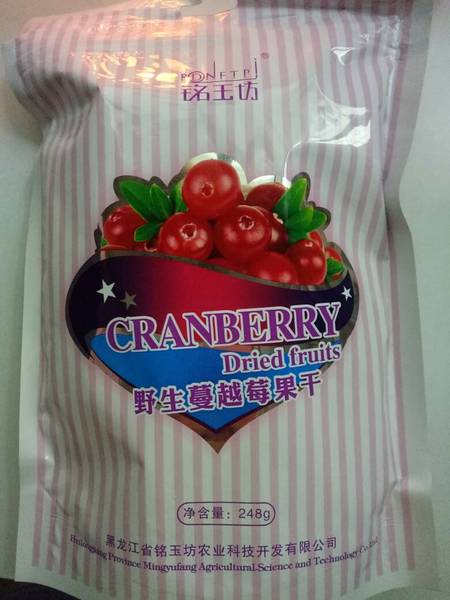 铭玉坊
®
CRANBERRY
Dried fruits
野生蔓越莓果干
净含量: 248g
黑龙江省铭玉坊农业科技开发有限公司
Heilongjiang Province Mingyufang Agricultural Science and Technology Co.Ltd